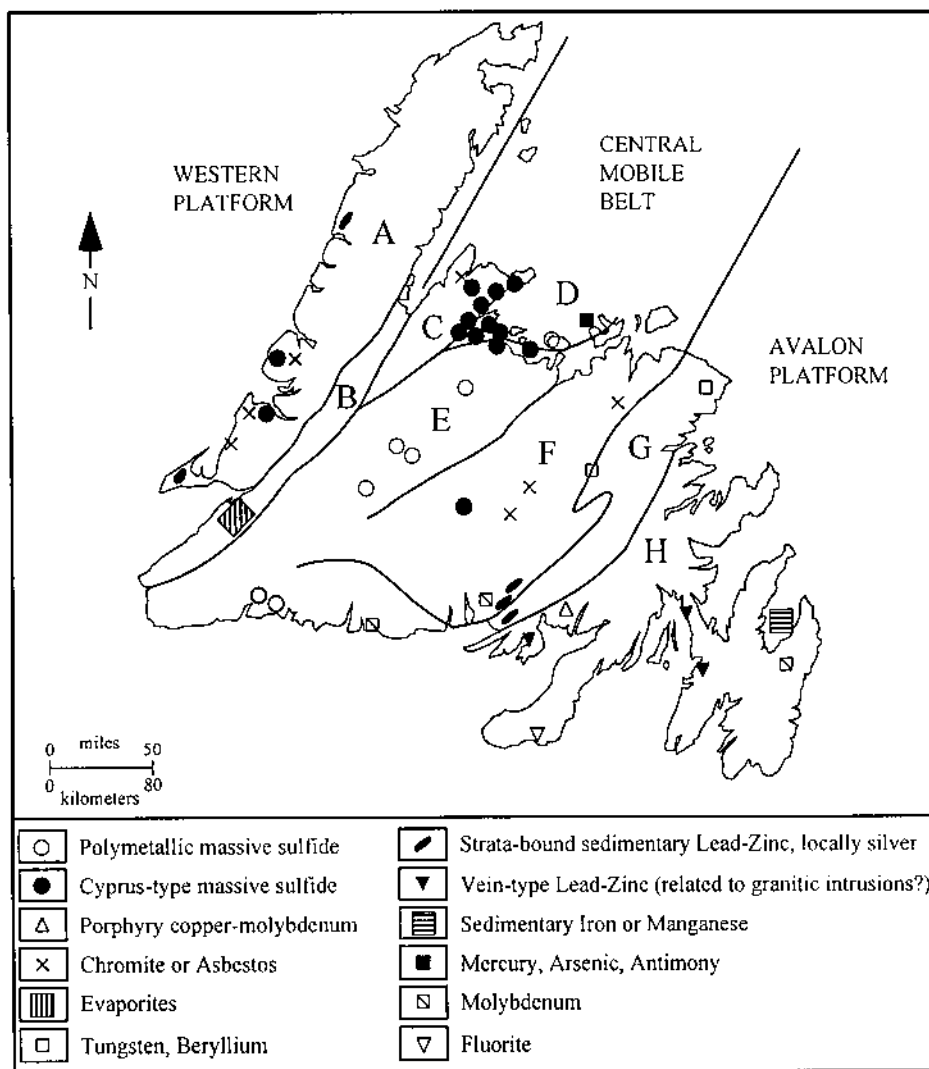 WESTERN
PLATFORM
CENTRAL
MOBILE
BELT
A
N
D
C
AVALON
PLATFORM
B
E
G
F
H
0 miles 50
0 80
kilometers
Polymetallic massive sulfide
Cyprus-type massive sulfide
Porphyry copper-molybdenum
Chromite or Asbestos
Evaporites
Tungsten, Beryllium
Strata-bound sedimentary Lead-Zinc, locally silver
Vein-type Lead-Zinc (related to granitic intrusions?)
Sedimentary Iron or Manganese
Mercury, Arsenic, Antimony
Molybdenum
Fluorite